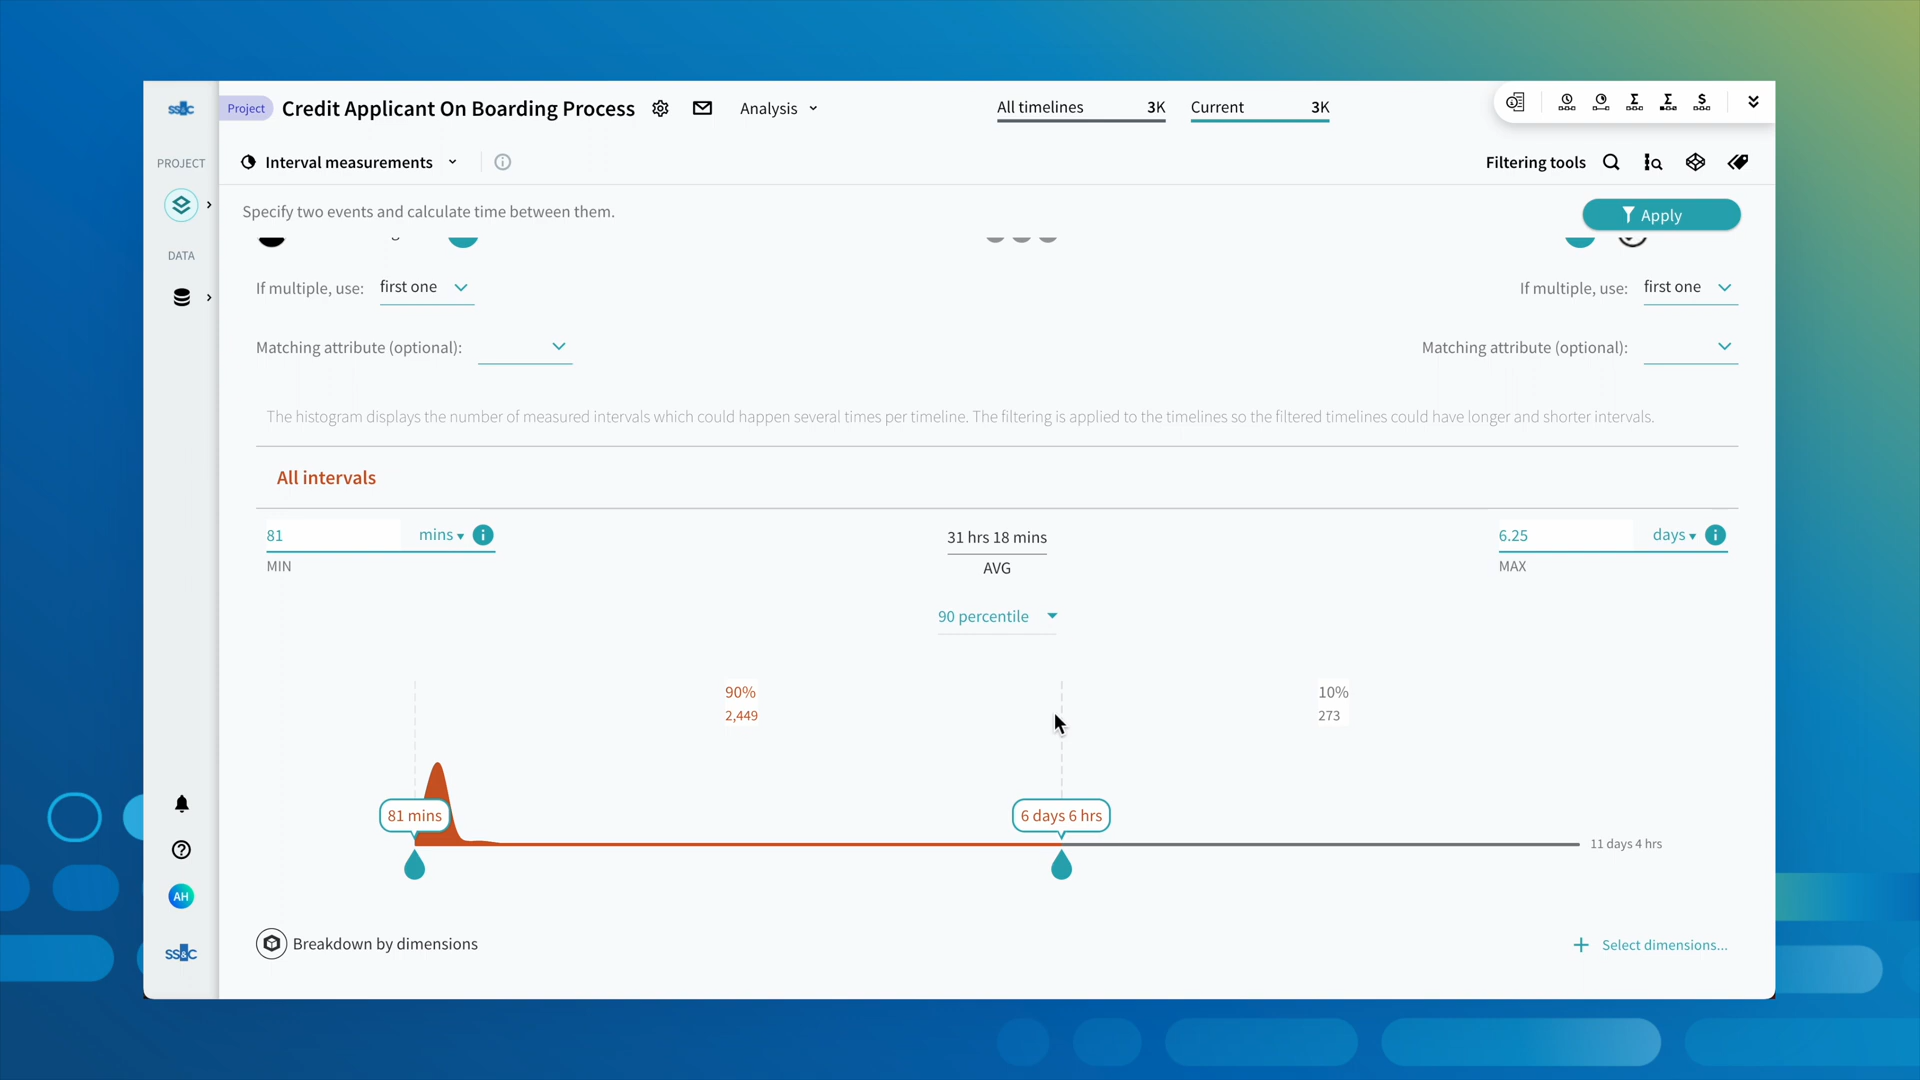 SS&C
Project
Credit Applicant On Boarding Process
Analysis
All timelines 3K
Current 3K
PROJECT
Interval measurements
Filtering tools
Specify two events and calculate time between them.
Apply
DATA
If multiple, use: first one
If multiple, use: first one
Matching attribute (optional):
Matching attribute (optional):
The histogram displays the number of measured intervals which could happen several times per timeline. The filtering is applied to the timelines so the filtered timelines could have longer and shorter intervals.
All intervals
81 mins
MIN
31 hrs 18 mins
AVG
6.25 days
MAX
90 percentile
90%
2,449
10%
273
81 mins
6 days 6 hrs
11 days 4 hrs
AH
Breakdown by dimensions
Select dimensions...
SS&C